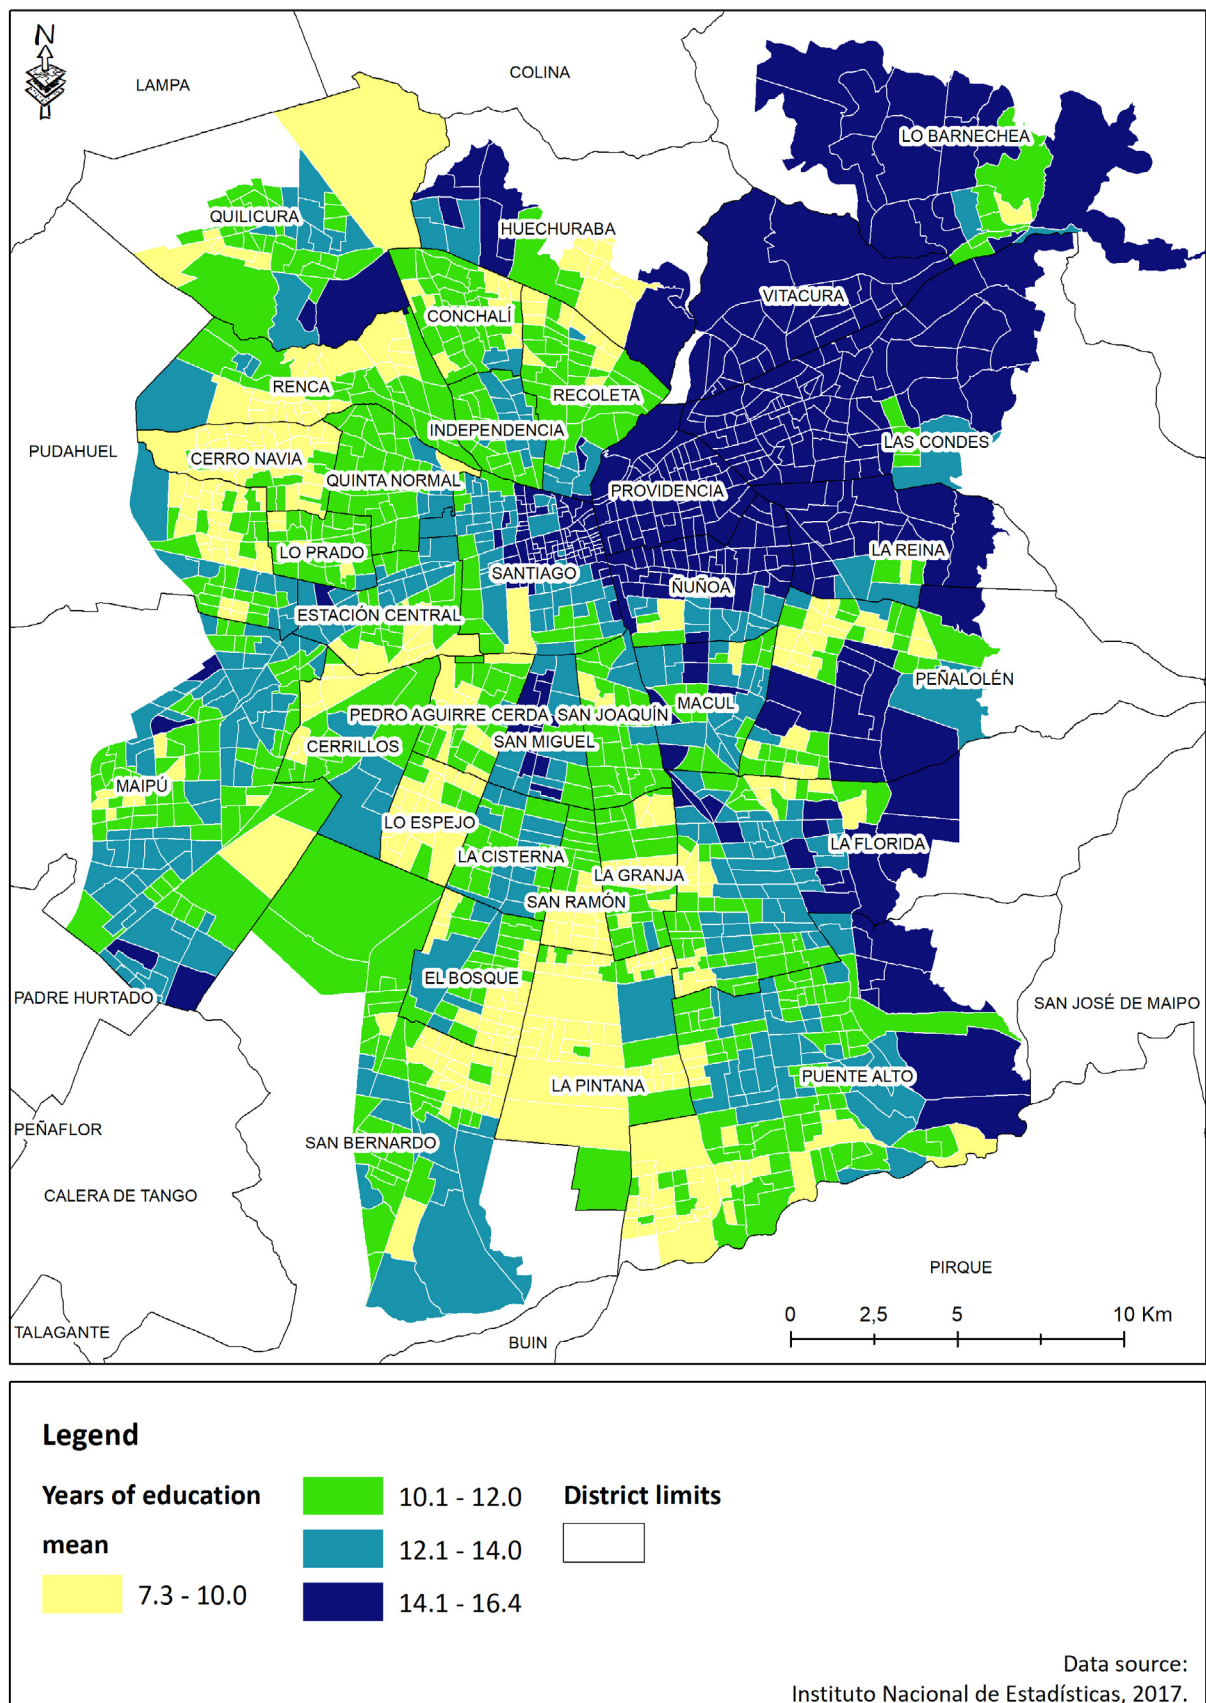 N
LAMPA
COLINA
LO BARNECHEA
QUILICURA
HUECHURABA
VITACURA
CONCHALÍ
RENCA
RECOLETA
INDEPENDENCIA
LAS CONDES
PUDAHUEL
CERRO NAVIA
QUINTA NORMAL
PROVIDENCIA
LO PRADO
LA REINA
SANTIAGO
ÑUÑOA
ESTACIÓN CENTRAL
PEÑALOLÉN
MACUL
PEDRO AGUIRRE CERDA
SAN JOAQUÍN
CERRILLOS
SAN MIGUEL
MAIPÚ
LO ESPEJO
LA FLORIDA
LA CISTERNA
LA GRANJA
SAN RAMÓN
EL BOSQUE
PADRE HURTADO
SAN JOSÉ DE MAIPO
PUENTE ALTO
LA PINTANA
PEÑAFLOR
SAN BERNARDO
CALERA DE TANGO
PIRQUE
0 2,5 5 10 Km
TALAGANTE
BUIN
Legend
Years of education
mean
7.3 - 10.0
10.1 - 12.0
12.1 - 14.0
14.1 - 16.4
District limits
Data source:
Instituto Nacional de Estadísticas, 2017.